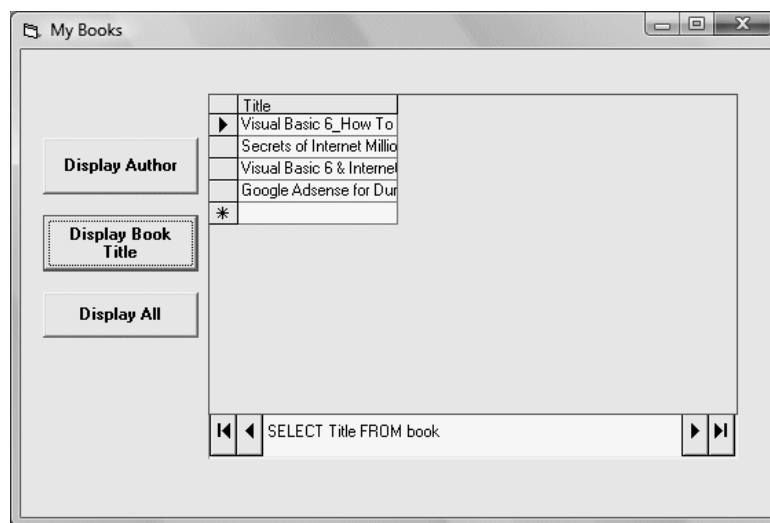 My Books
Display Author
Display Book
Title
Display All
Title
Visual Basic 6_How To
Secrets of Internet Millio
Visual Basic 6 & Internet
Google Adsense for Dur
SELECT Title FROM book